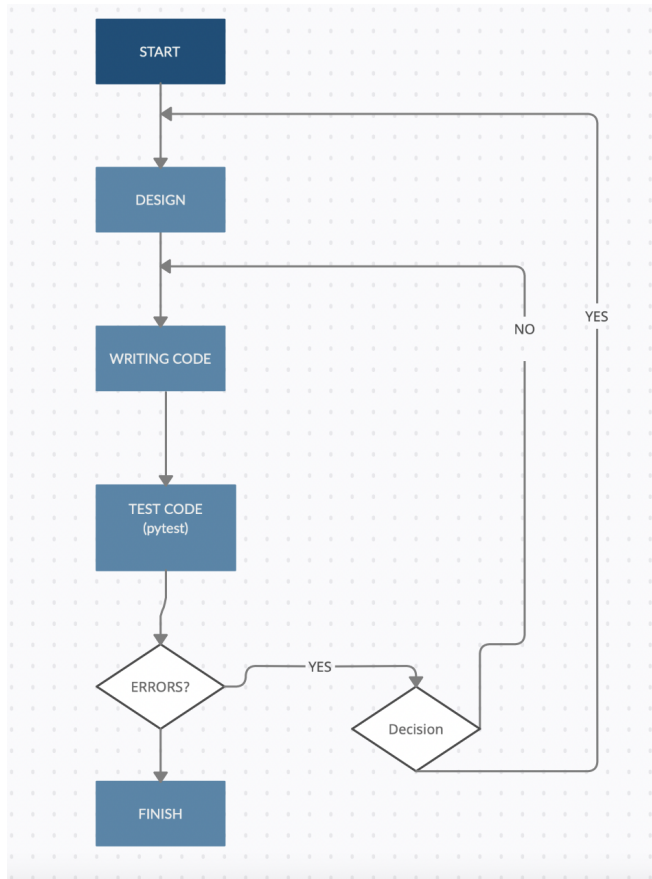 START
DESIGN
NO
YES
WRITING CODE
TEST CODE
(pytest)
ERRORS?
YES
Decision
FINISH